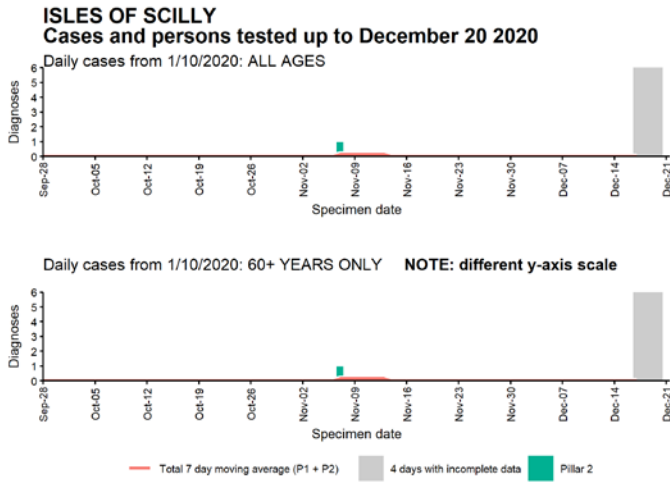 ISLES OF SCILLY
Cases and persons tested up to December 20 2020
Daily cases from 1/10/2020: ALL AGES
Diagnoses
6
5
4
3
2
1
0
Sep-28
Oct-05
Oct-12
Oct-19
Oct-26
Nov-02
Nov-09
Nov-16
Nov-23
Nov-30
Dec-07
Dec-14
Dec-21
Specimen date
Daily cases from 1/10/2020: 60+ YEARS ONLY NOTE: different y-axis scale
Diagnoses
6
5
4
3
2
1
0
Sep-28
Oct-05
Oct-12
Oct-19
Oct-26
Nov-02
Nov-09
Nov-16
Nov-23
Nov-30
Dec-07
Dec-14
Dec-21
Specimen date
Total 7 day moving average (P1 + P2) 4 days with incomplete data Pillar 2